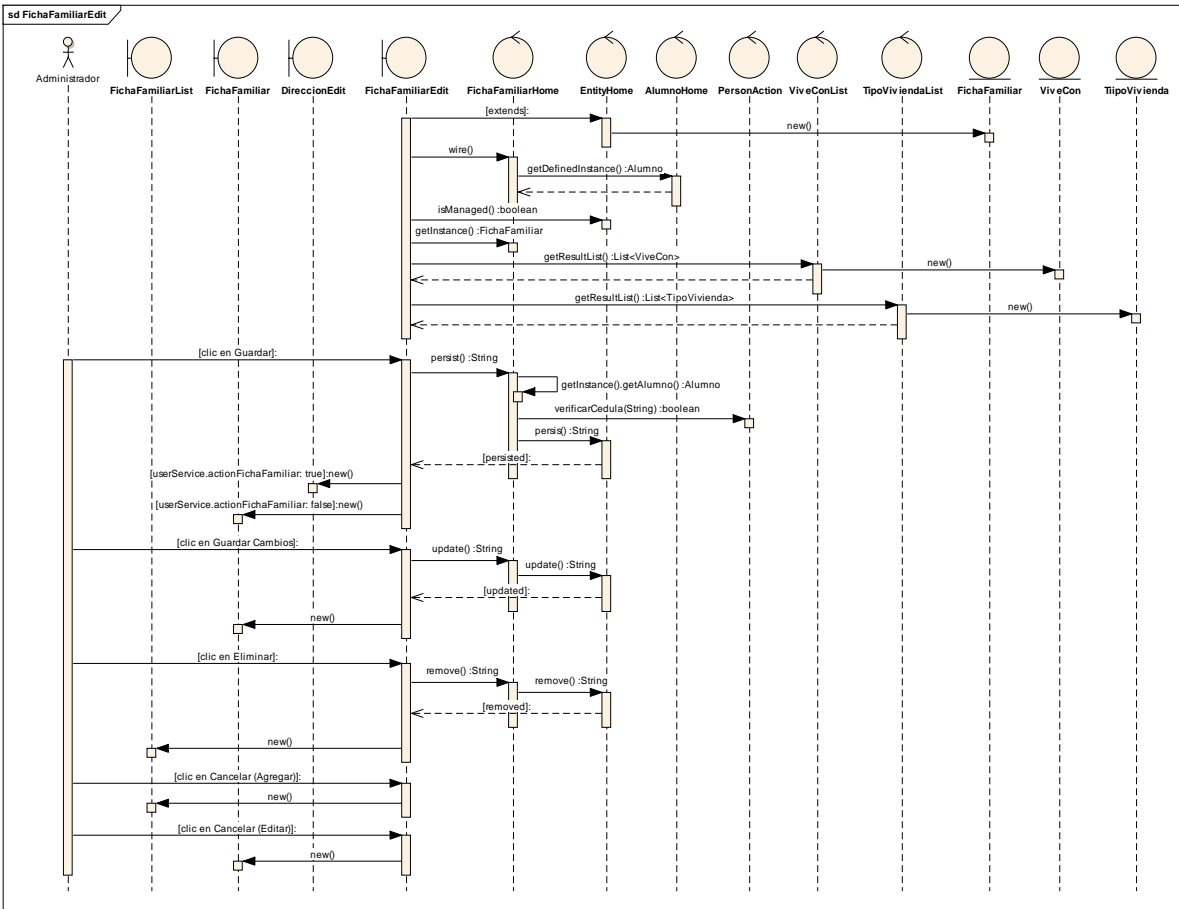 sd FichaFamiliarEdit
Administrador
FichaFamiliarList
FichaFamiliar
DireccionEdit
FichaFamiliarEdit
FichaFamiliarHome
EntityHome
AlumnoHome
PersonAction
ViveConList
TipoViviendaList
FichaFamiliar
ViveCon
TiipoVivienda
[extends]:
new()
wire()
getDefinedInstance() :Alumno
isManaged() :boolean
getInstance() :FichaFamiliar
getResultList() :List<ViveCon>
new()
getResultList() :List<TipoVivienda>
new()
[clic en Guardar]:
persist() :String
getInstance().getAlumno() :Alumno
verificarCedula(String) :boolean
persis() :String
[persisted]:
[userService.actionFichaFamiliar: true]:new()
[userService.actionFichaFamiliar: false]:new()
[clic en Guardar Cambios]:
update() :String
update() :String
[updated]:
new()
[clic en Eliminar]:
remove() :String
remove() :String
[removed]:
new()
[clic en Cancelar (Agregar)]:
new()
[clic en Cancelar (Editar)]:
new()